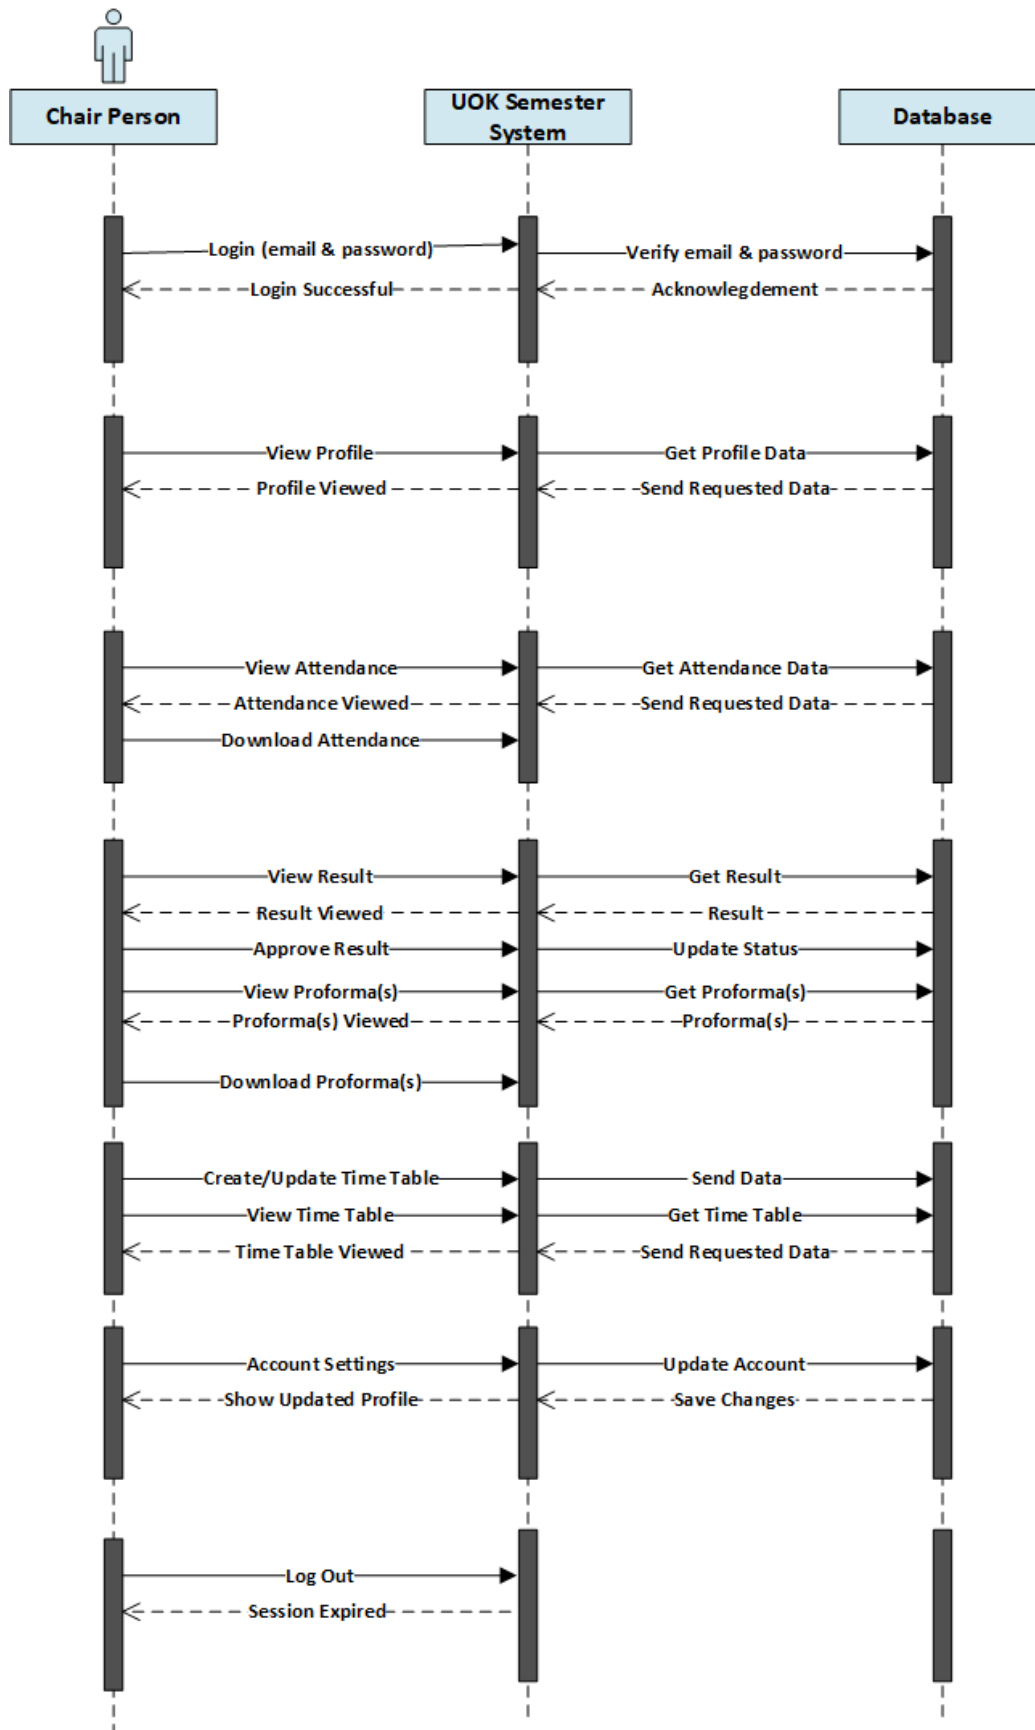 Chair Person
UOK Semester
System
Database
Login (email & password)
Verify email & password
Login Successful
Acknowlegdement
View Profile
Get Profile Data
Profile Viewed
Send Requested Data
View Attendance
Get Attendance Data
Attendance Viewed
Send Requested Data
Download Attendance
View Result
Get Result
Result Viewed
Result
Approve Result
Update Status
View Proforma(s)
Get Proforma(s)
Proforma(s) Viewed
Proforma(s)
Download Proforma(s)
Create/Update Time Table
Send Data
View Time Table
Get Time Table
Time Table Viewed
Send Requested Data
Account Settings
Update Account
Show Updated Profile
Save Changes
Log Out
Session Expired